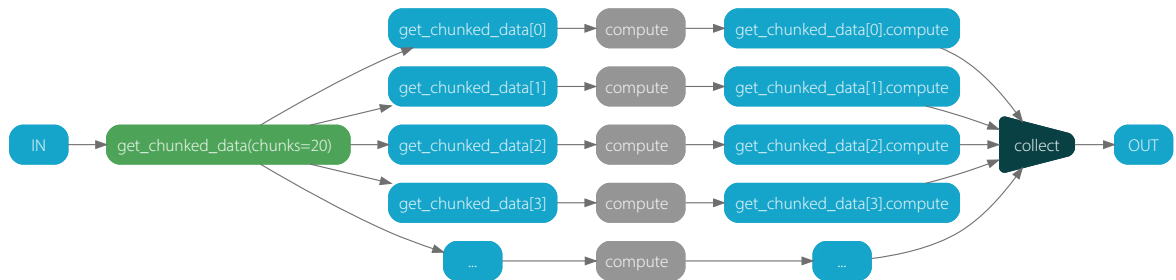 get_chunked_data[0] compute get_chunked_data[0].compute
get_chunked_data[1] compute get_chunked_data[1].compute
IN get_chunked_data(chunks=20) get_chunked_data[2] compute get_chunked_data[2].compute collect OUT
get_chunked_data[3] compute get_chunked_data[3].compute
... compute ...